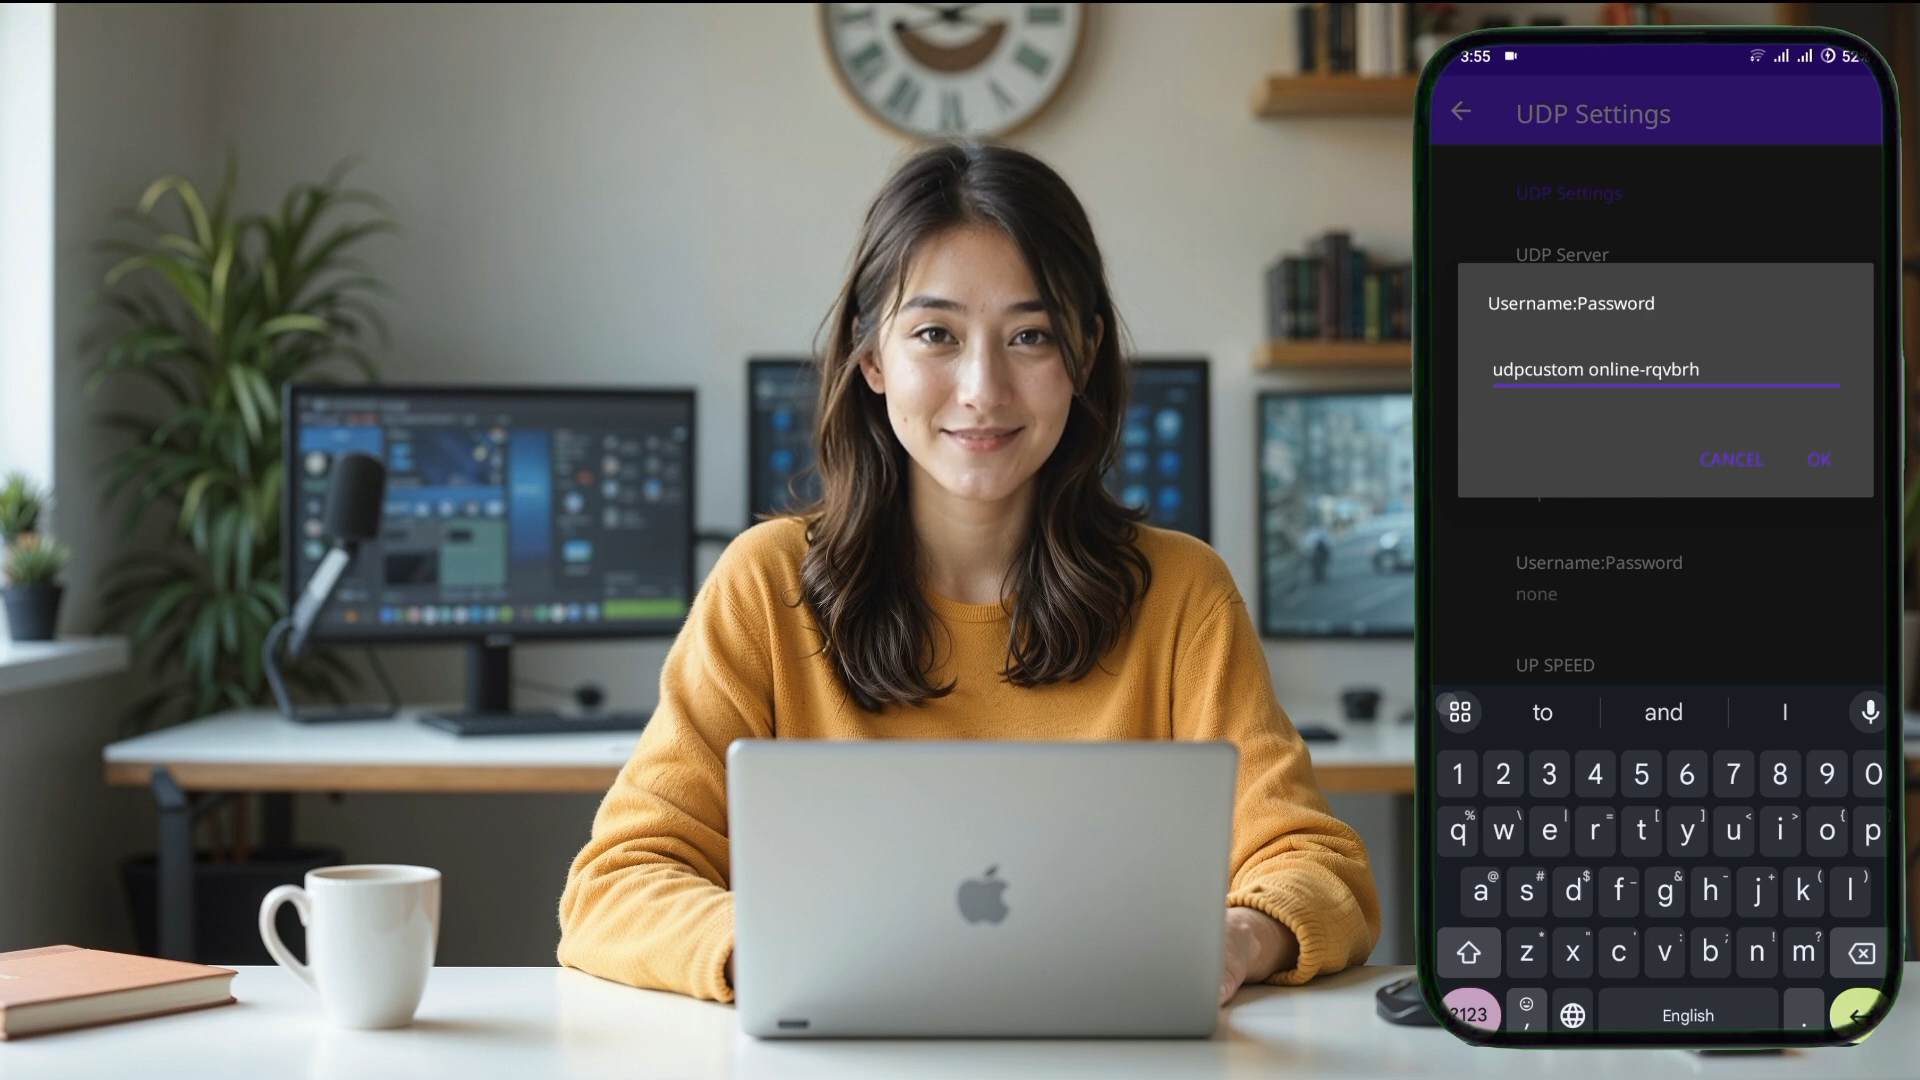 3:55
52
UDP Settings
UDP Settings
UDP Server
Username:Password
udpcustom online-rqvbrh
CANCEL OK
Username:Password
none
UP SPEED
to and I
1 2 3 4 5 6 7 8 9 0
% \ | = [ ] < > {
q w e r t y u i o p
@ # $ _ & - + ( )
a s d f g h j k l
* " ' : ; ! ?
z x c v b n m
2123 , English .